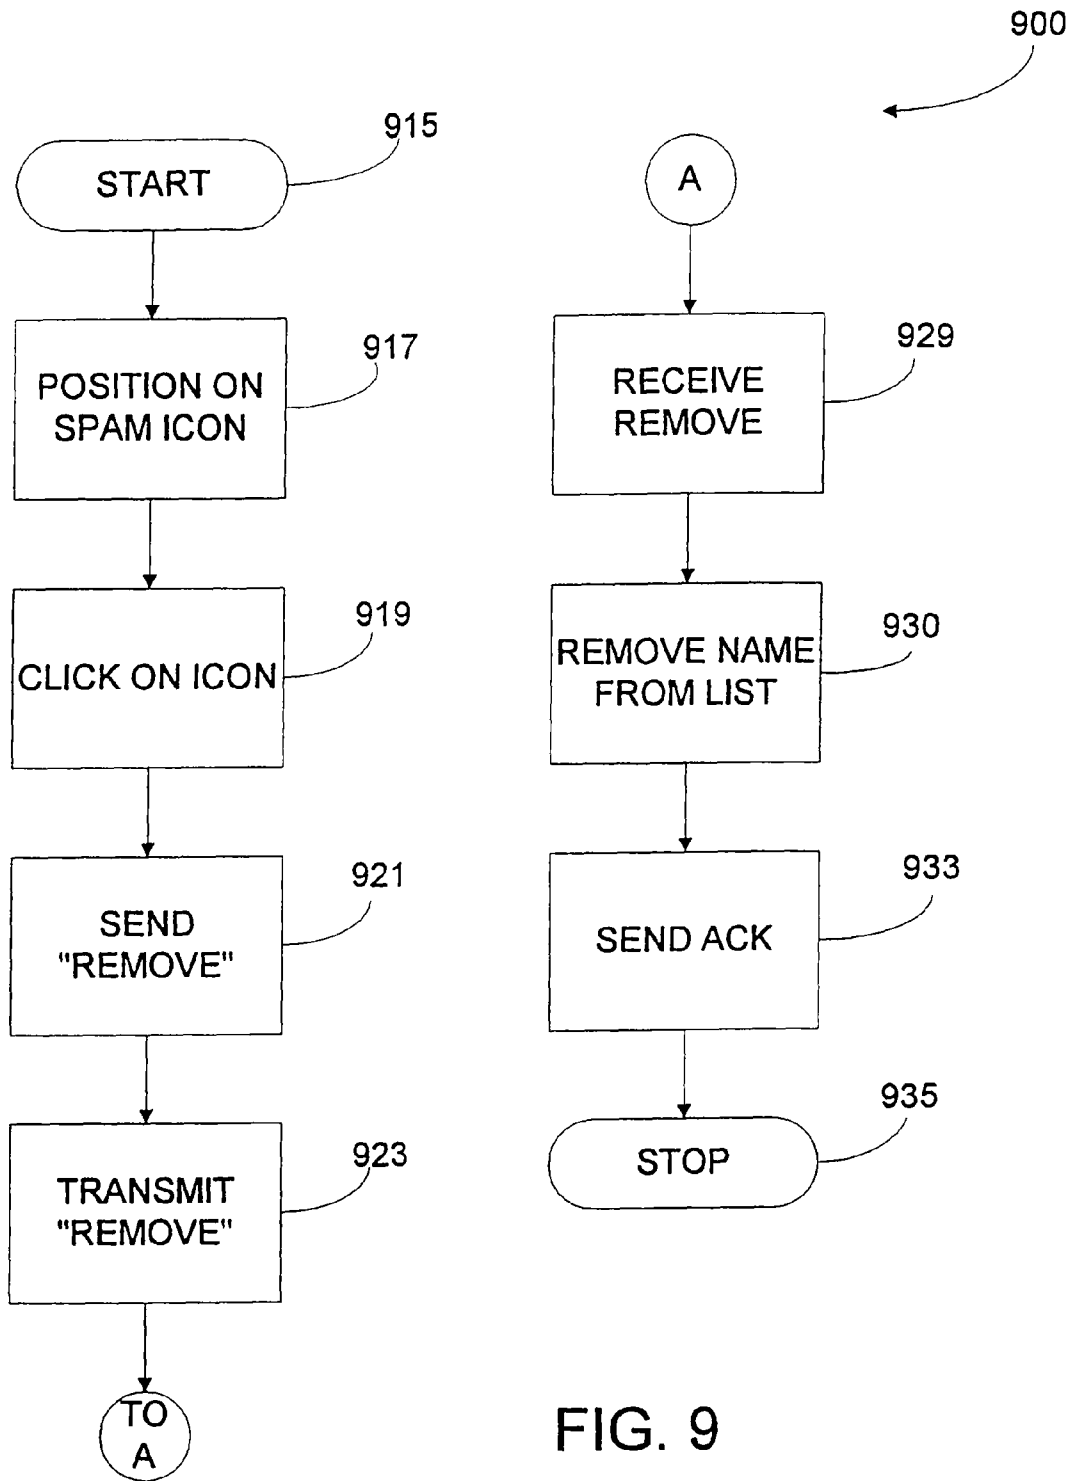 900
915
START
917
POSITION ON
SPAM ICON
919
CLICK ON ICON
921
SEND
"REMOVE"
923
TRANSMIT
"REMOVE"
TO
A
A
929
RECEIVE
REMOVE
930
REMOVE NAME
FROM LIST
933
SEND ACK
935
STOP
FIG. 9